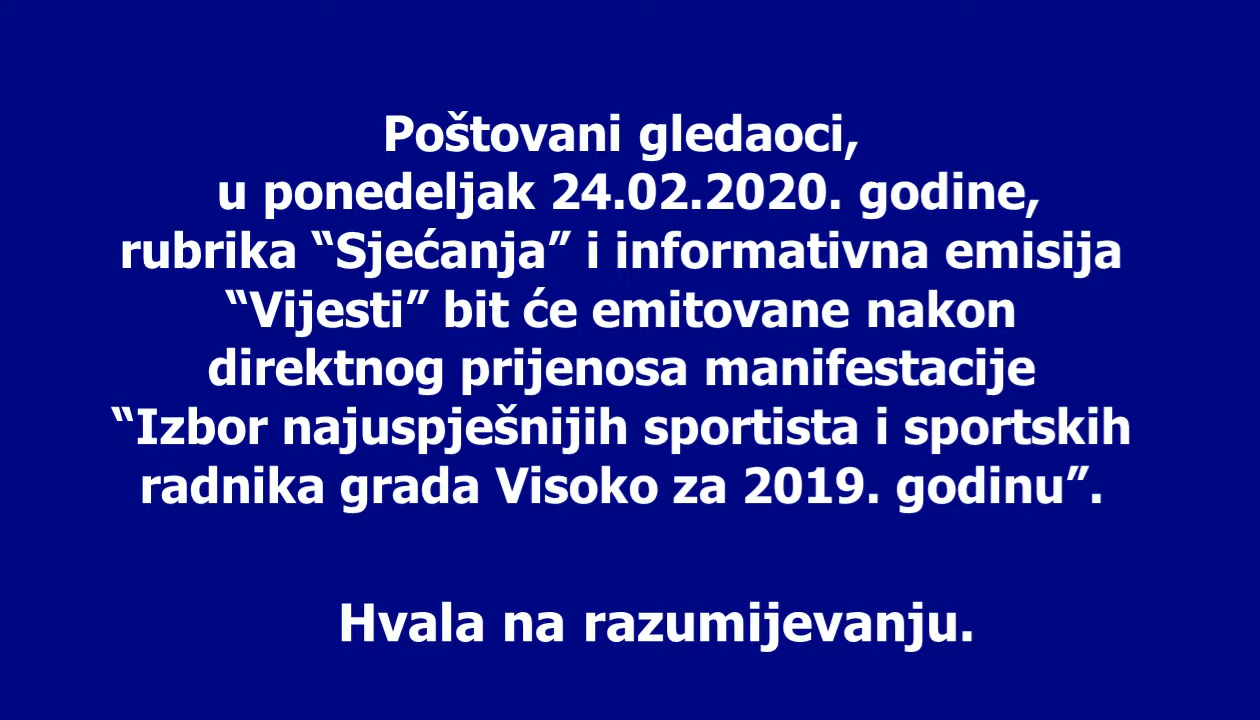 Poštovani gledaoci,
u ponedeljak 24.02.2020. godine,
rubrika “Sjećanja” i informativna emisija
“Vijesti” bit će emitovane nakon
direktnog prijenosa manifestacije
“Izbor najuspješnijih sportista i sportskih
radnika grada Visoko za 2019. godinu”.
Hvala na razumijevanju.